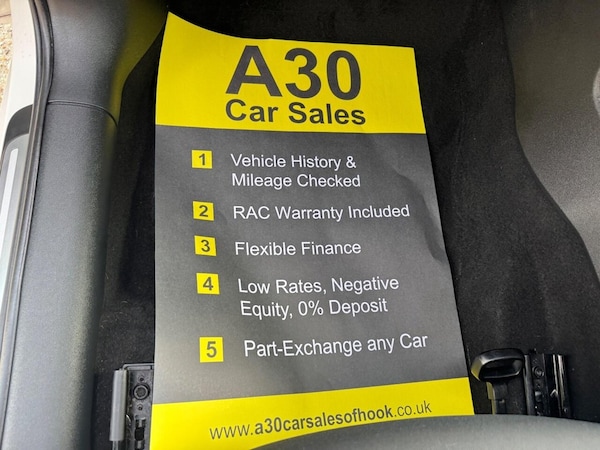 A30
Car Sales
1 Vehicle History &
Mileage Checked
2 RAC Warranty Included
3 Flexible Finance
4 Low Rates, Negative
Equity, 0% Deposit
5 Part-Exchange any Car
www.a30carsalesofhook.co.uk